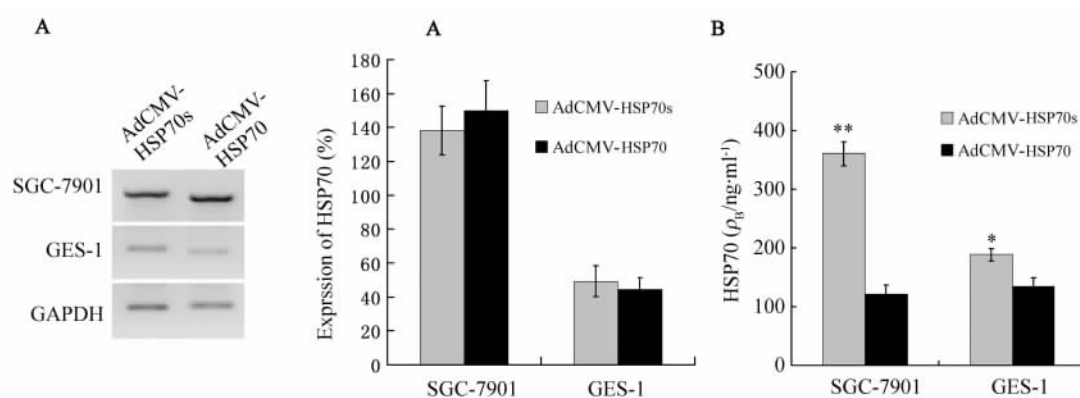 A
AdCMV-
HSP70s
AdCMV-
HSP70
SGC-7901
GES-1
GAPDH
A
Exprssion of HSP70 (%)
180
160
140
120
100
80
60
40
20
0
AdCMV-HSP70s
AdCMV-HSP70
SGC-7901
GES-1
B
HSP70 (ρB/ng·ml-1)
500
400
300
200
100
0
**
*
AdCMV-HSP70s
AdCMV-HSP70
SGC-7901
GES-1